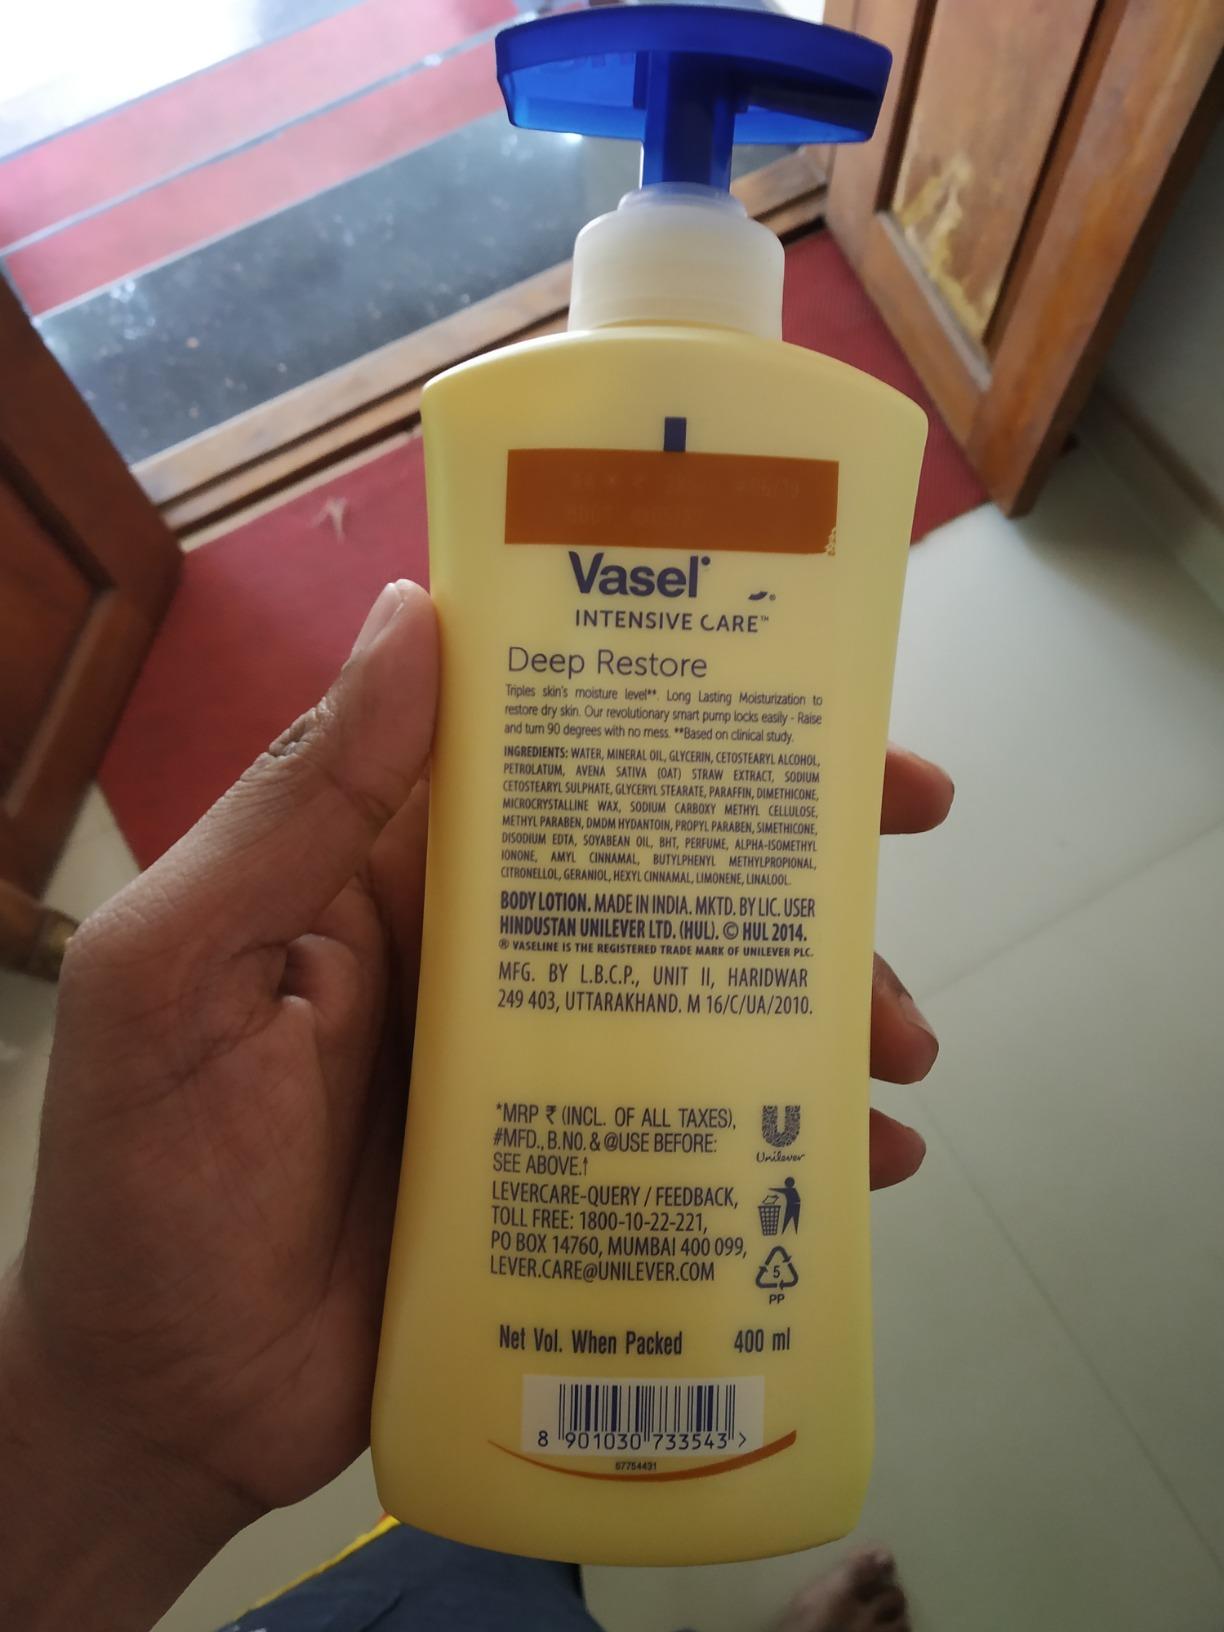 Vasel
INTENSIVE CARE™
Deep Restore
Triples skin's moisture level**. Long Lasting Moisturization to
restore dry skin. Our revolutionary smart pump locks easily - Raise
and turn 90 degrees with no mess. **Based on clinical study.
INGREDIENTS: WATER, MINERAL OIL, GLYCERIN, CETOSTEARYL ALCOHOL,
PETROLATUM, AVENA SATIVA (OAT) STRAW EXTRACT, SODIUM
CETOSTEARYL SULPHATE, GLYCERYL STEARATE, PARAFFIN, DIMETHICONE,
MICROCRYSTALLINE WAX, SODIUM CARBOXY METHYL CELLULOSE,
METHYL PARABEN, DMDM HYDANTOIN, PROPYL PARABEN, SIMETHICONE,
DISODIUM EDTA, SOYABEAN OIL, BHT, PERFUME, ALPHA-ISOMETHYL
IONONE, AMYL CINNAMAL, BUTYLPHENYL METHYLPROPIONAL,
CITRONELLOL, GERANIOL, HEXYL CINNAMAL, LIMONENE, LINALOOL.
BODY LOTION. MADE IN INDIA. MKTD. BY LIC. USER
HINDUSTAN UNILEVER LTD. (HUL). © HUL 2014.
® VASELINE IS THE REGISTERED TRADE MARK OF UNILEVER PLC.
MFG. BY L.B.C.P., UNIT II, HARIDWAR
249 403, UTTARAKHAND. M 16/C/UA/2010.
*MRP ₹ (INCL. OF ALL TAXES),
#MFD., B.NO. & @USE BEFORE:
SEE ABOVE.↑
Unilever
LEVERCARE-QUERY / FEEDBACK,
TOLL FREE: 1800-10-22-221,
PO BOX 14760, MUMBAI 400 099,
LEVER.CARE@UNILEVER.COM
5
PP
Net Vol. When Packed 400 ml
8 901030 733543 >
67754431